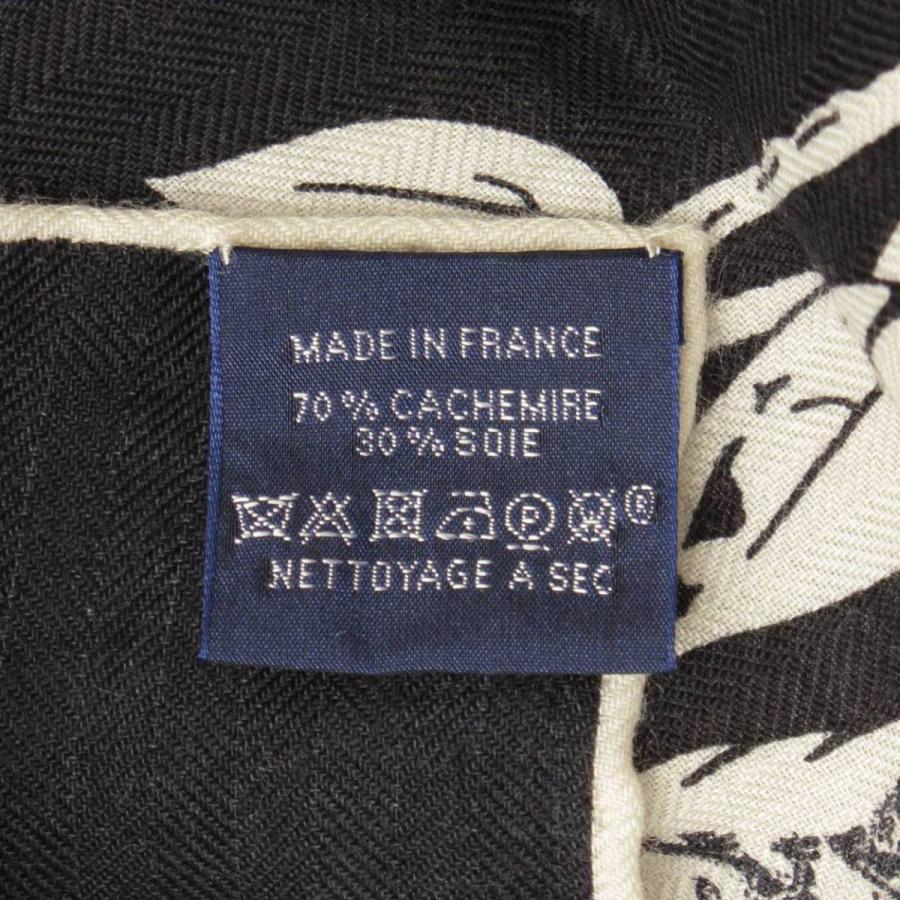 MADE IN FRANCE
70 % CACHEMIRE
30 % SOIE
P W ®
NETTOYAGE A SEC